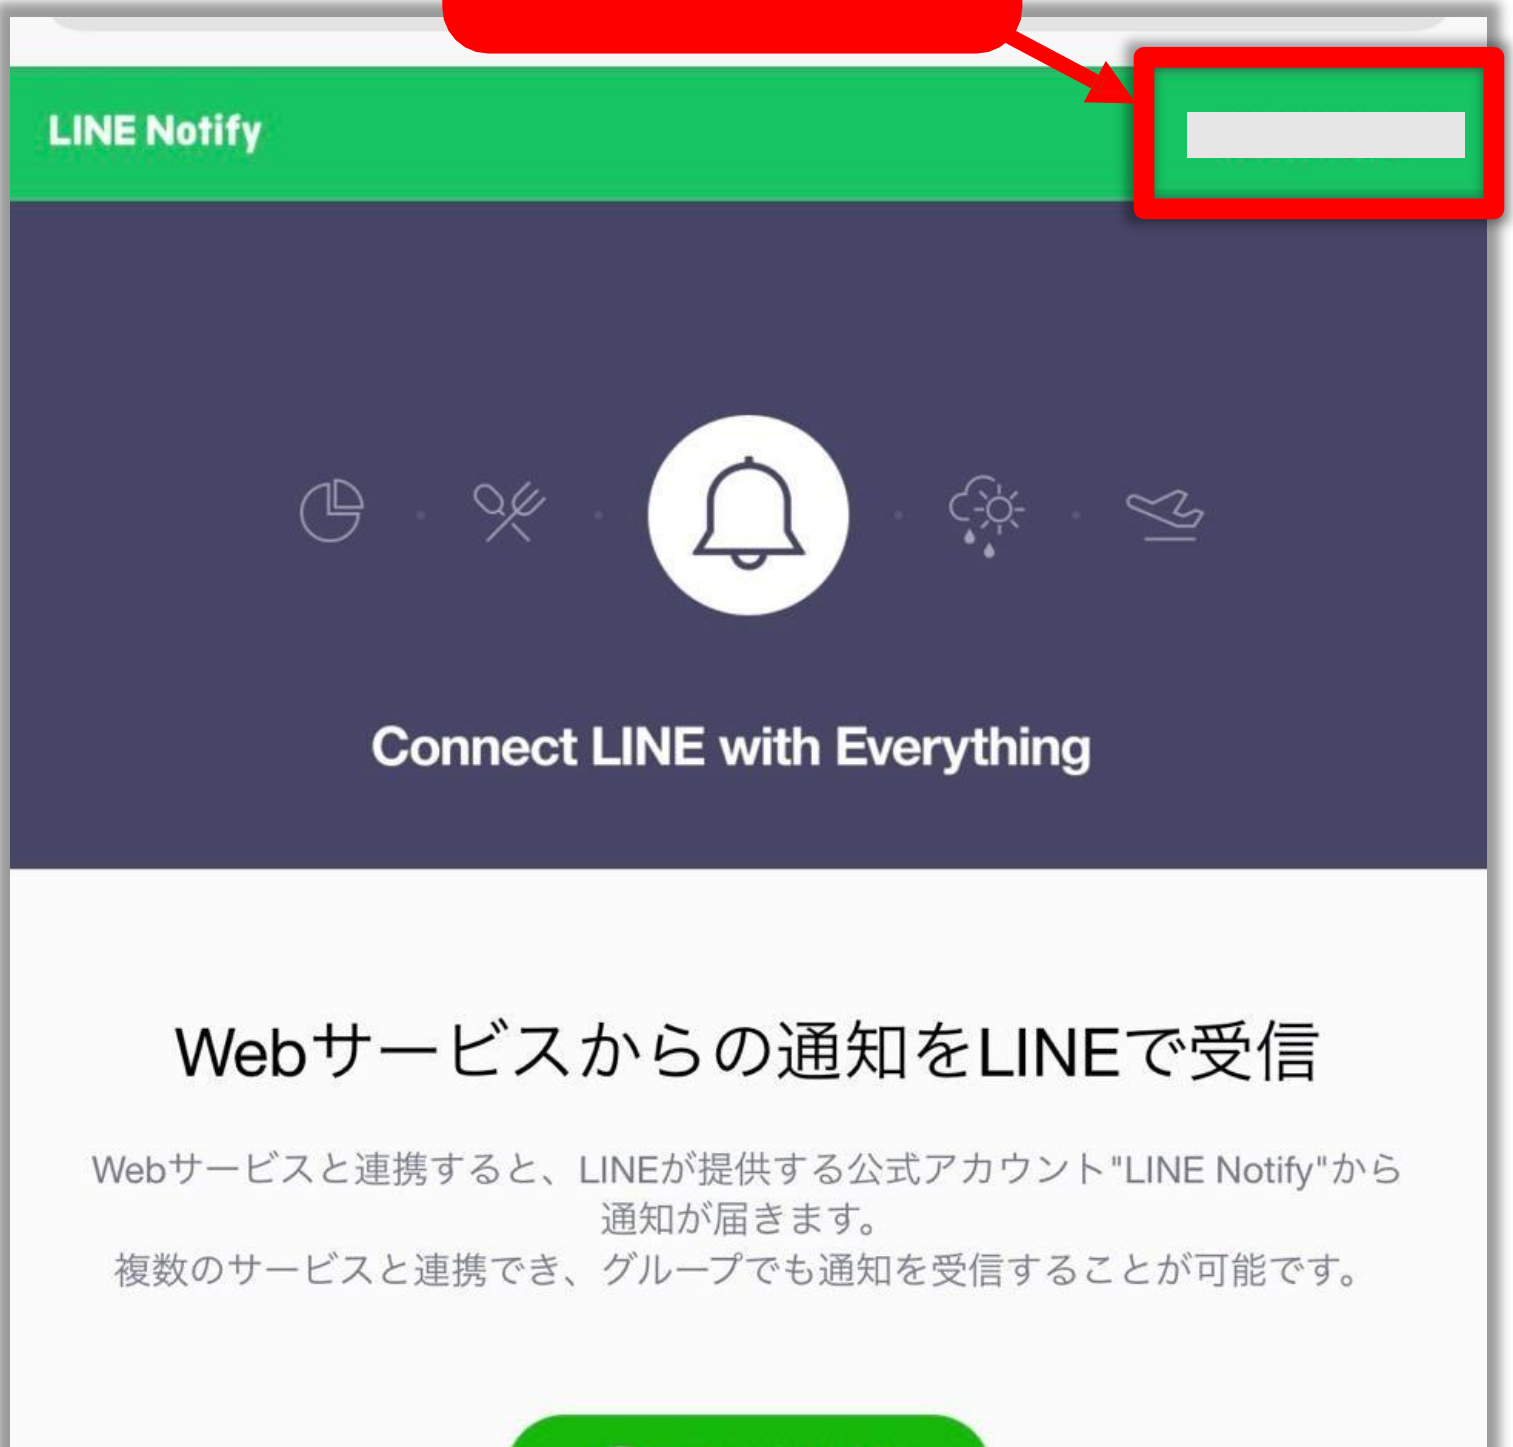 LINE Notify
Connect LINE with Everything
Webサービスからの通知をLINEで受信
Webサービスと連携すると、LINEが提供する公式アカウント"LINE Notify"から
通知が届きます。
複数のサービスと連携でき、グループでも通知を受信することが可能です。